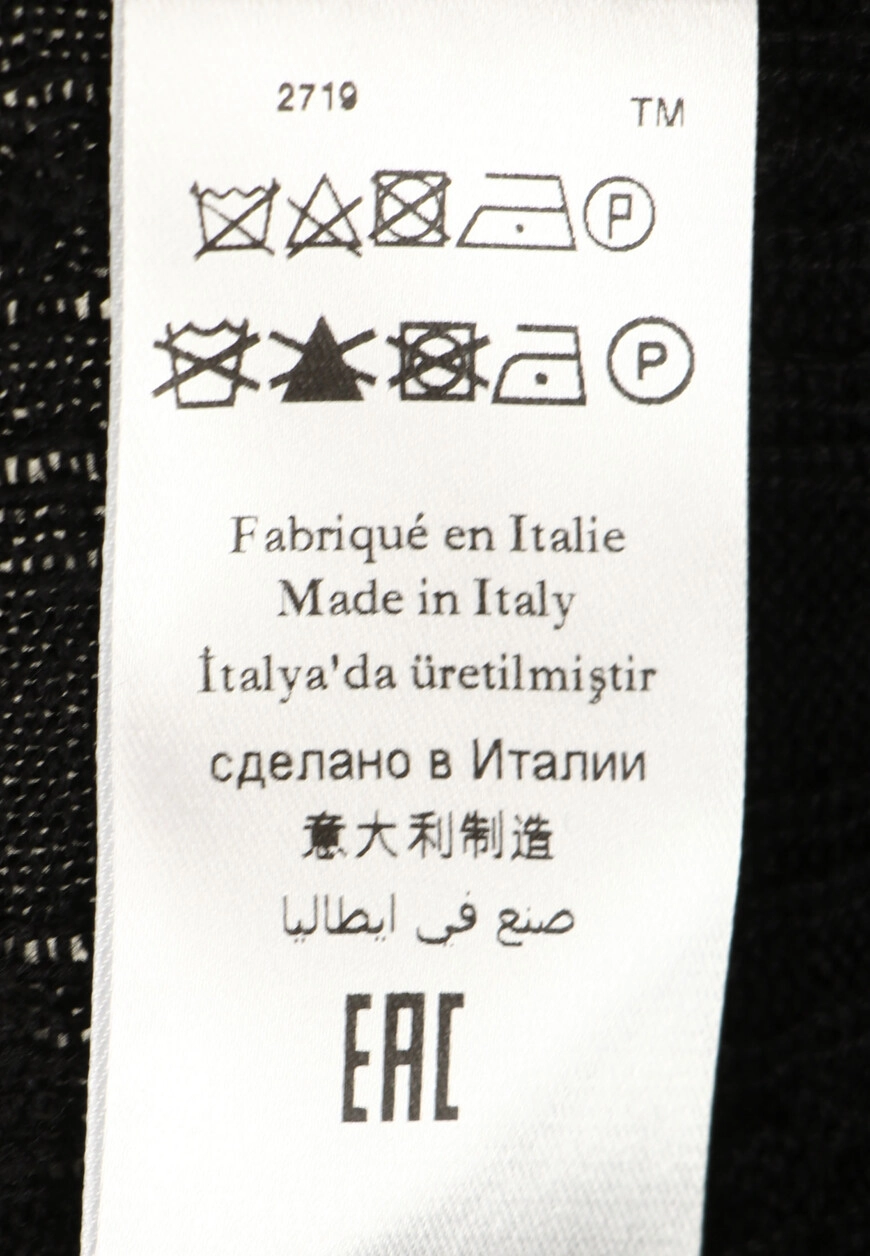 2719
TM
P
P
Fabriqué en Italie
Made in Italy
İtalya'da üretilmiştir
сделано в Италии
意大利制造
صنع في ايطاليا
EAC